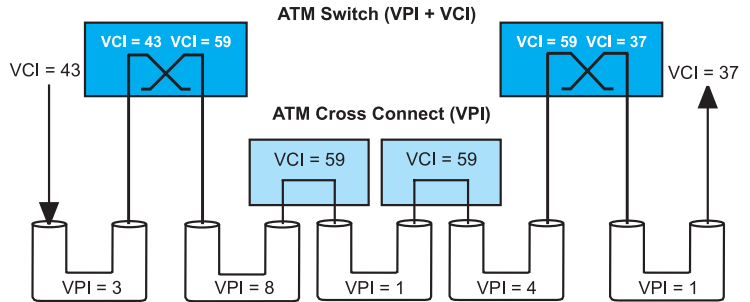 ATM Switch (VPI + VCI)
VCI = 43 VCI = 59
VCI = 59 VCI = 37
VCI = 43
VCI = 37
ATM Cross Connect (VPI)
VCI = 59
VCI = 59
VPI = 3
VPI = 8
VPI = 1
VPI = 4
VPI = 1